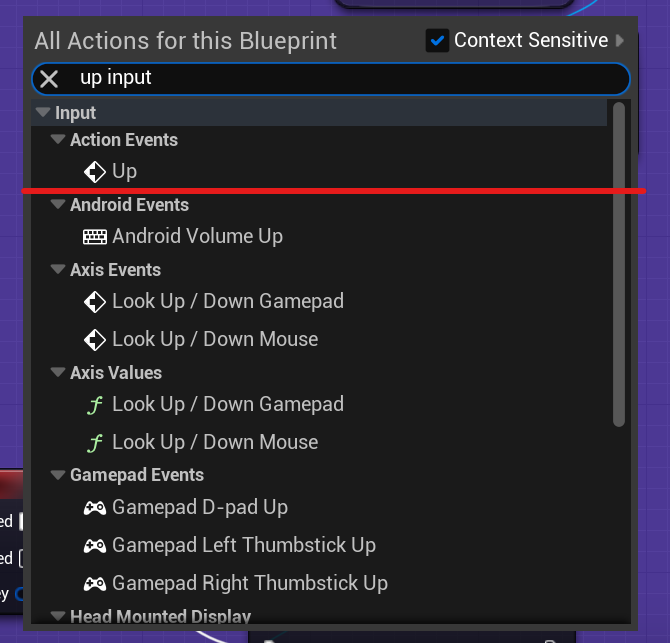 All Actions for this Blueprint
Context Sensitive
up input
Input
Action Events
Up
Android Events
Android Volume Up
Axis Events
Look Up / Down Gamepad
Look Up / Down Mouse
Axis Values
Look Up / Down Gamepad
Look Up / Down Mouse
Gamepad Events
Gamepad D-pad Up
Gamepad Left Thumbstick Up
Gamepad Right Thumbstick Up
Head Mounted Display